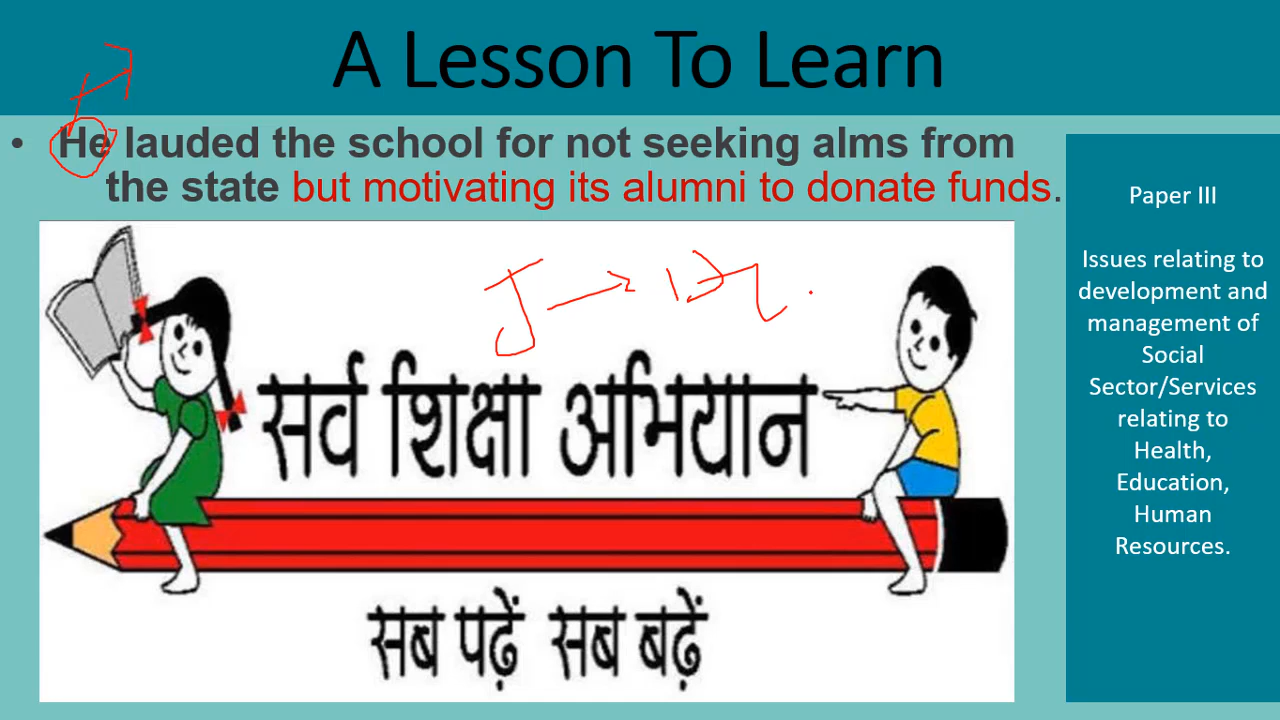 A Lesson To Learn
• He lauded the school for not seeking alms from
the state but motivating its alumni to donate funds.
Paper III
Issues relating to
development and
management of
Social
Sector/Services
relating to
Health,
Education,
Human
Resources.
सर्व शिक्षा अभियान
सब पढ़ें सब बढ़ें